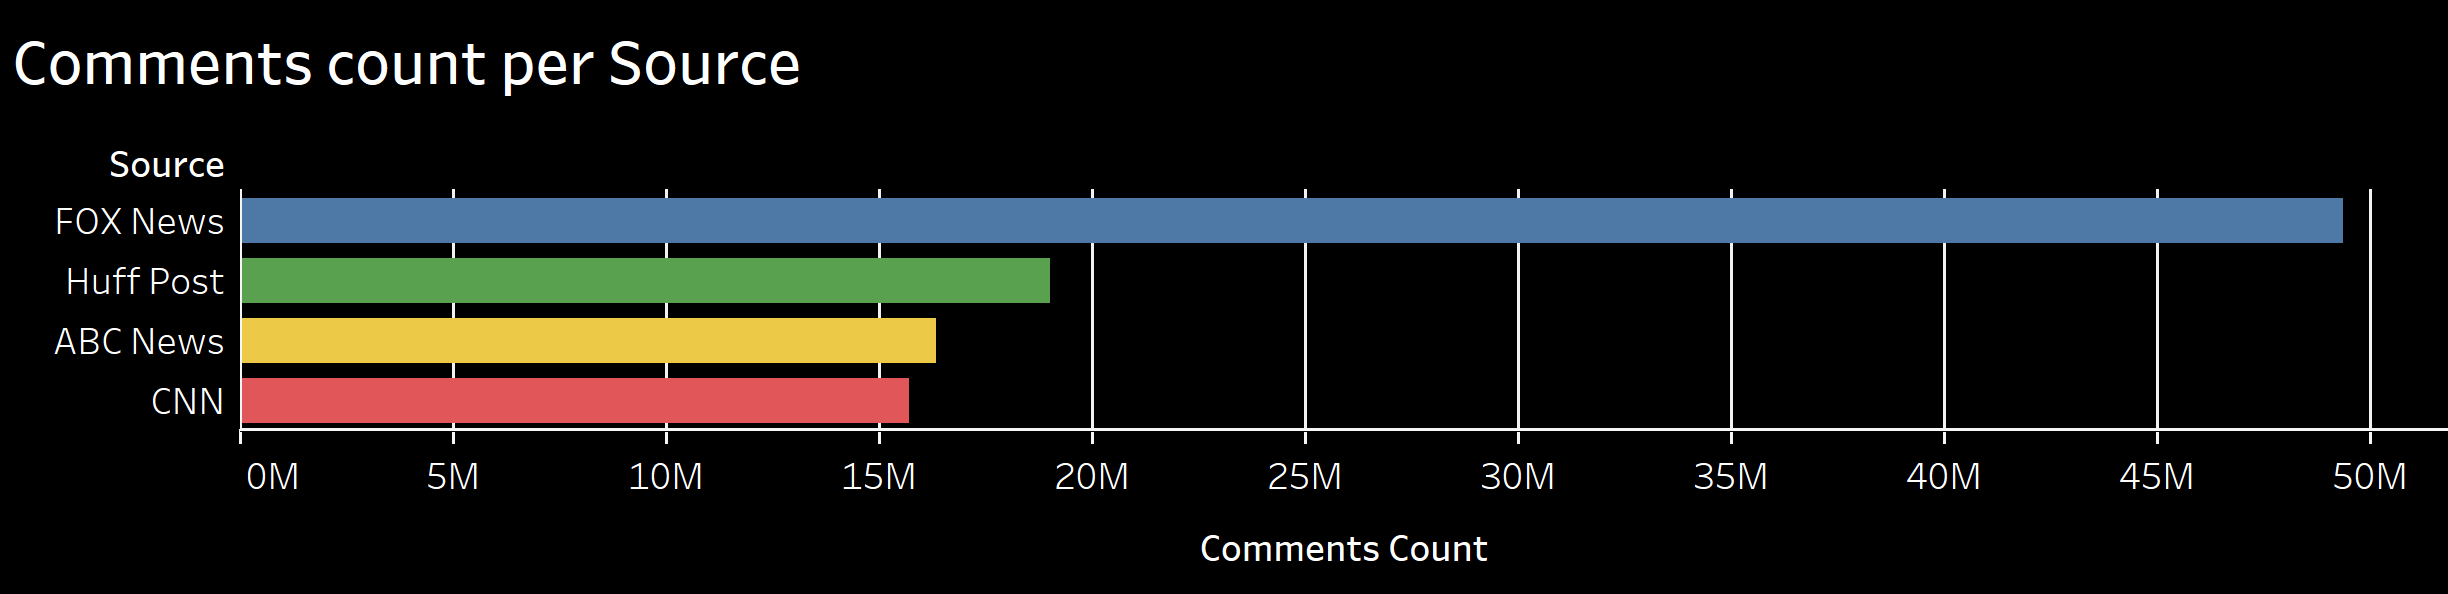 Comments count per Source
Source
FOX News
Huff Post
ABC News
CNN
0M 5M 10M 15M 20M 25M 30M 35M 40M 45M 50M
Comments Count